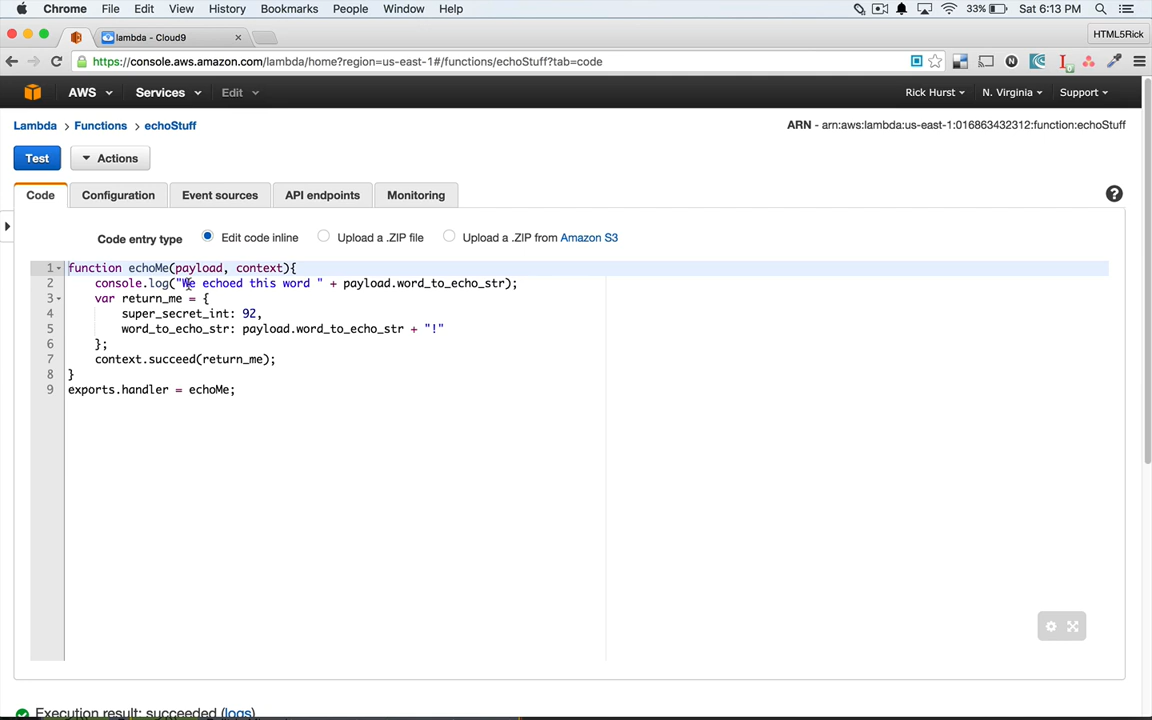 Chrome File Edit View History Bookmarks People Window Help 33% Sat 6:13 PM
lambda - Cloud9 HTML5Rick
https://console.aws.amazon.com/lambda/home?region=us-east-1#/functions/echoStuff?tab=code
AWS Services Edit Rick Hurst N. Virginia Support
Lambda > Functions > echoStuff ARN - arn:aws:lambda:us-east-1:016863432312:function:echoStuff
Test Actions
Code Configuration Event sources API endpoints Monitoring
Code entry type Edit code inline Upload a .ZIP file Upload a .ZIP from Amazon S3
1 function echoMe(payload, context){
2 console.log("We echoed this word " + payload.word_to_echo_str);
3 var return_me = {
4 super_secret_int: 92,
5 word_to_echo_str: payload.word_to_echo_str + "!"
6 };
7 context.succeed(return_me);
8 }
9 exports.handler = echoMe;
Execution result: succeeded (logs)